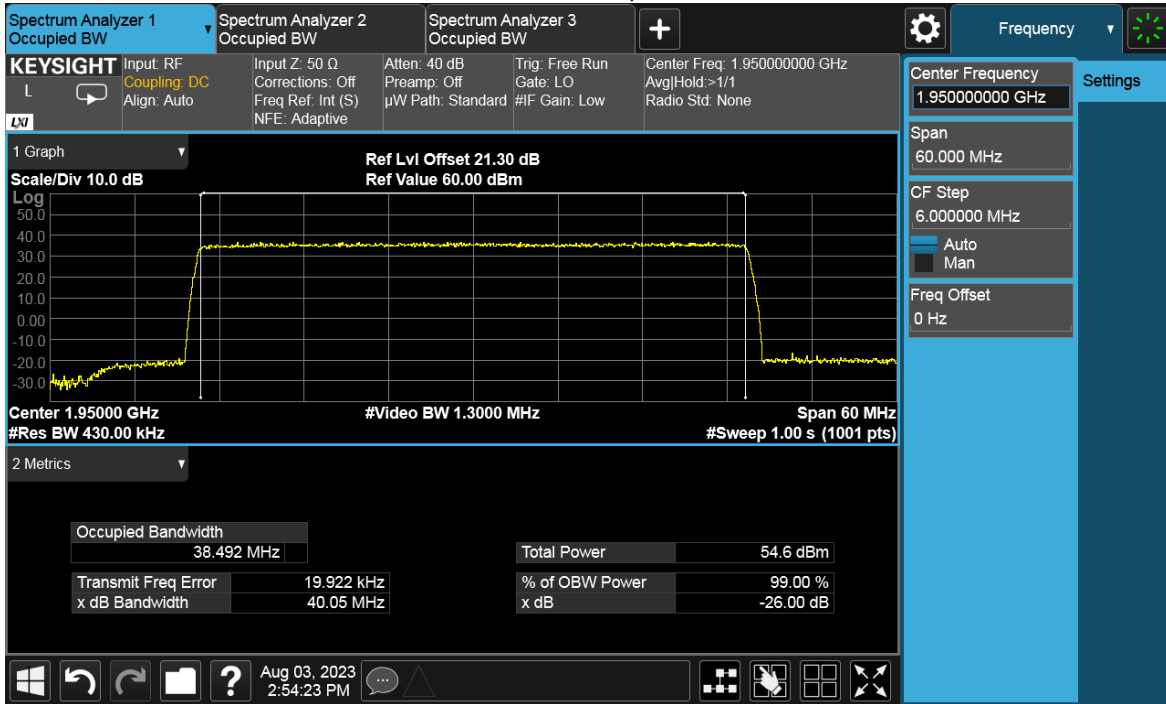 Spectrum Analyzer 1
Occupied BW
Spectrum Analyzer 2
Occupied BW
Spectrum Analyzer 3
Occupied BW
Frequency
KEYSIGHT
L
LXI
Input: RF
Coupling: DC
Align: Auto
Input Z: 50 Ω
Corrections: Off
Freq Ref: Int (S)
NFE: Adaptive
Atten: 40 dB
Preamp: Off
µW Path: Standard
Trig: Free Run
Gate: LO
#IF Gain: Low
Center Freq: 1.950000000 GHz
Avg|Hold:>1/1
Radio Std: None
Center Frequency
1.950000000 GHz
Settings
Span
60.000 MHz
CF Step
6.000000 MHz
Auto
Man
Freq Offset
0 Hz
1 Graph
Scale/Div 10.0 dB
Ref Lvl Offset 21.30 dB
Ref Value 60.00 dBm
Log
50.0
40.0
30.0
20.0
10.0
0.00
-10.0
-20.0
-30.0
Center 1.95000 GHz
#Video BW 1.3000 MHz
Span 60 MHz
#Res BW 430.00 kHz
#Sweep 1.00 s (1001 pts)
2 Metrics
Occupied Bandwidth
38.492 MHz
Total Power 54.6 dBm
Transmit Freq Error 19.922 kHz
% of OBW Power 99.00 %
x dB Bandwidth 40.05 MHz
x dB -26.00 dB
?
Aug 03, 2023
2:54:23 PM